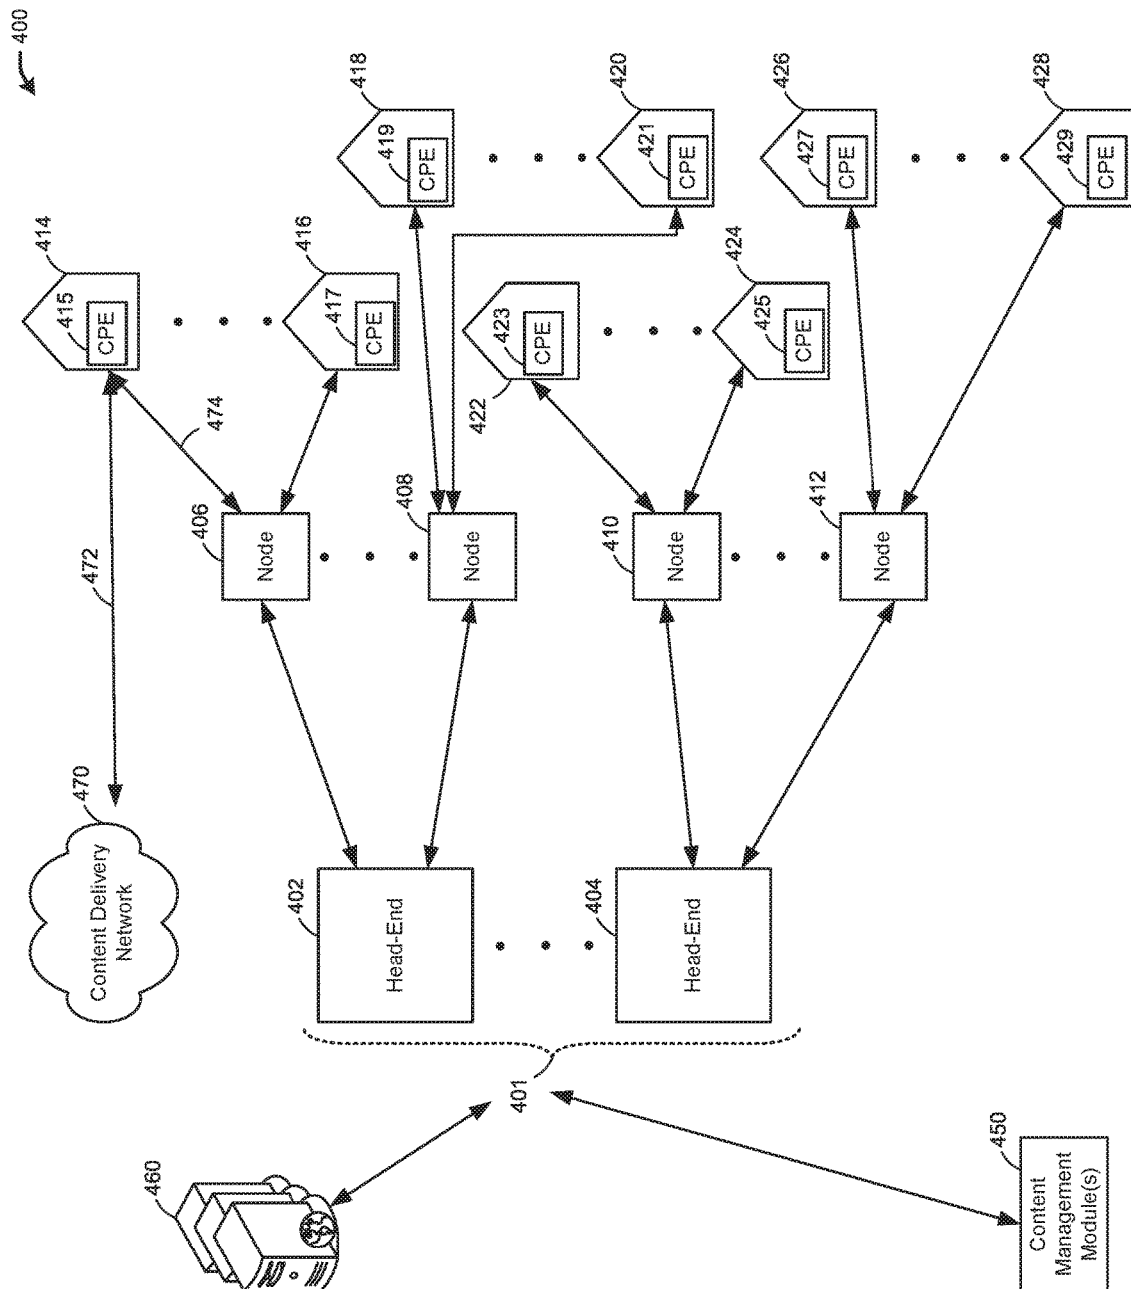 400
470
Content Delivery
Network
472
414
415
CPE
460
474
406
Node
416
417
CPE
402
Head-End
418
419
CPE
408
Node
401
422
423
CPE
420
421
CPE
404
Head-End
410
Node
424
425
CPE
426
427
CPE
412
Node
428
429
CPE
450
Content
Management
Module(s)